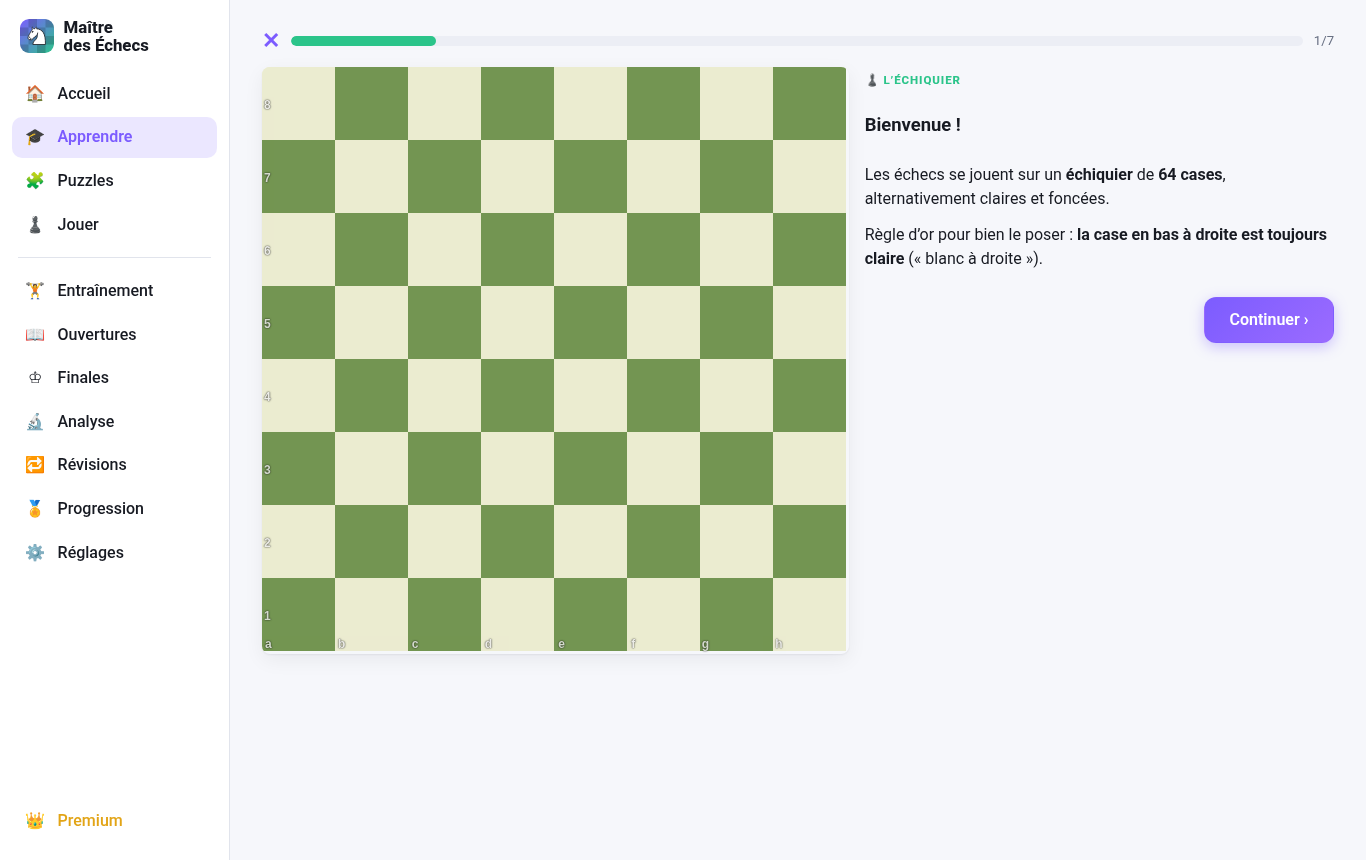 Maître
des Échecs
Accueil
Apprendre
Puzzles
Jouer
Entraînement
Ouvertures
Finales
Analyse
Révisions
Progression
Réglages
Premium
1/7
8
7
6
5
4
3
2
1
a b c d e f g h
L'ÉCHIQUIER
Bienvenue !
Les échecs se jouent sur un échiquier de 64 cases,
alternativement claires et foncées.
Règle d’or pour bien le poser : la case en bas à droite est toujours
claire (« blanc à droite »).
Continuer ›